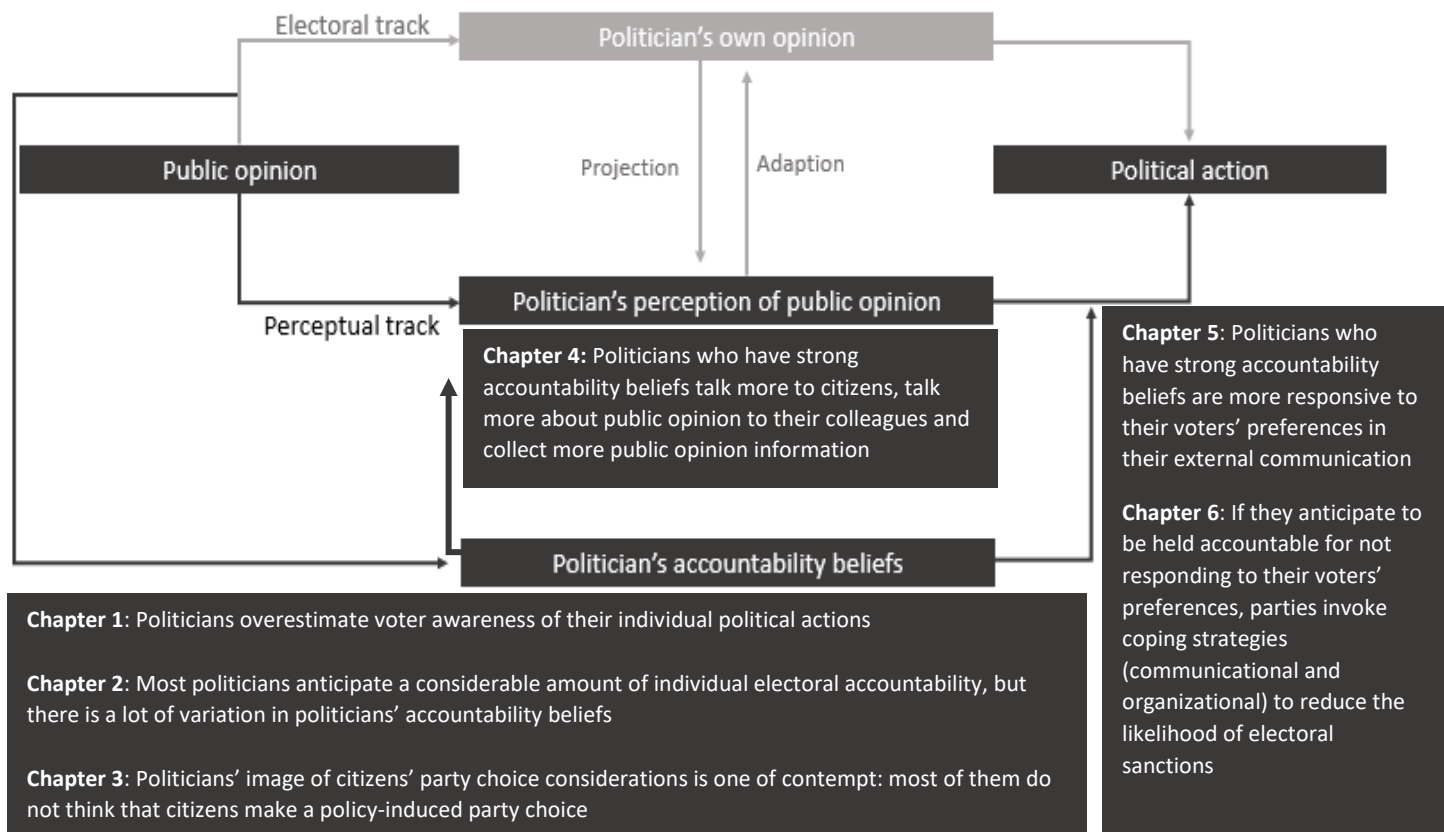 Electoral track
Politician's own opinion
Public opinion
Projection
Adaption
Political action
Politician's perception of public opinion
Perceptual track
Chapter 4: Politicians who have strong
accountability beliefs talk more to citizens, talk
more about public opinion to their colleagues and
collect more public opinion information
Chapter 5: Politicians who
have strong accountability
beliefs are more responsive to
their voters’ preferences in
their external communication
Chapter 6: If they anticipate to
be held accountable for not
responding to their voters’
preferences, parties invoke
coping strategies
(communicational and
organizational) to reduce the
likelihood of electoral
sanctions
Politician's accountability beliefs
Chapter 1: Politicians overestimate voter awareness of their individual political actions
Chapter 2: Most politicians anticipate a considerable amount of individual electoral accountability, but
there is a lot of variation in politicians’ accountability beliefs
Chapter 3: Politicians’ image of citizens’ party choice considerations is one of contempt: most of them do
not think that citizens make a policy-induced party choice